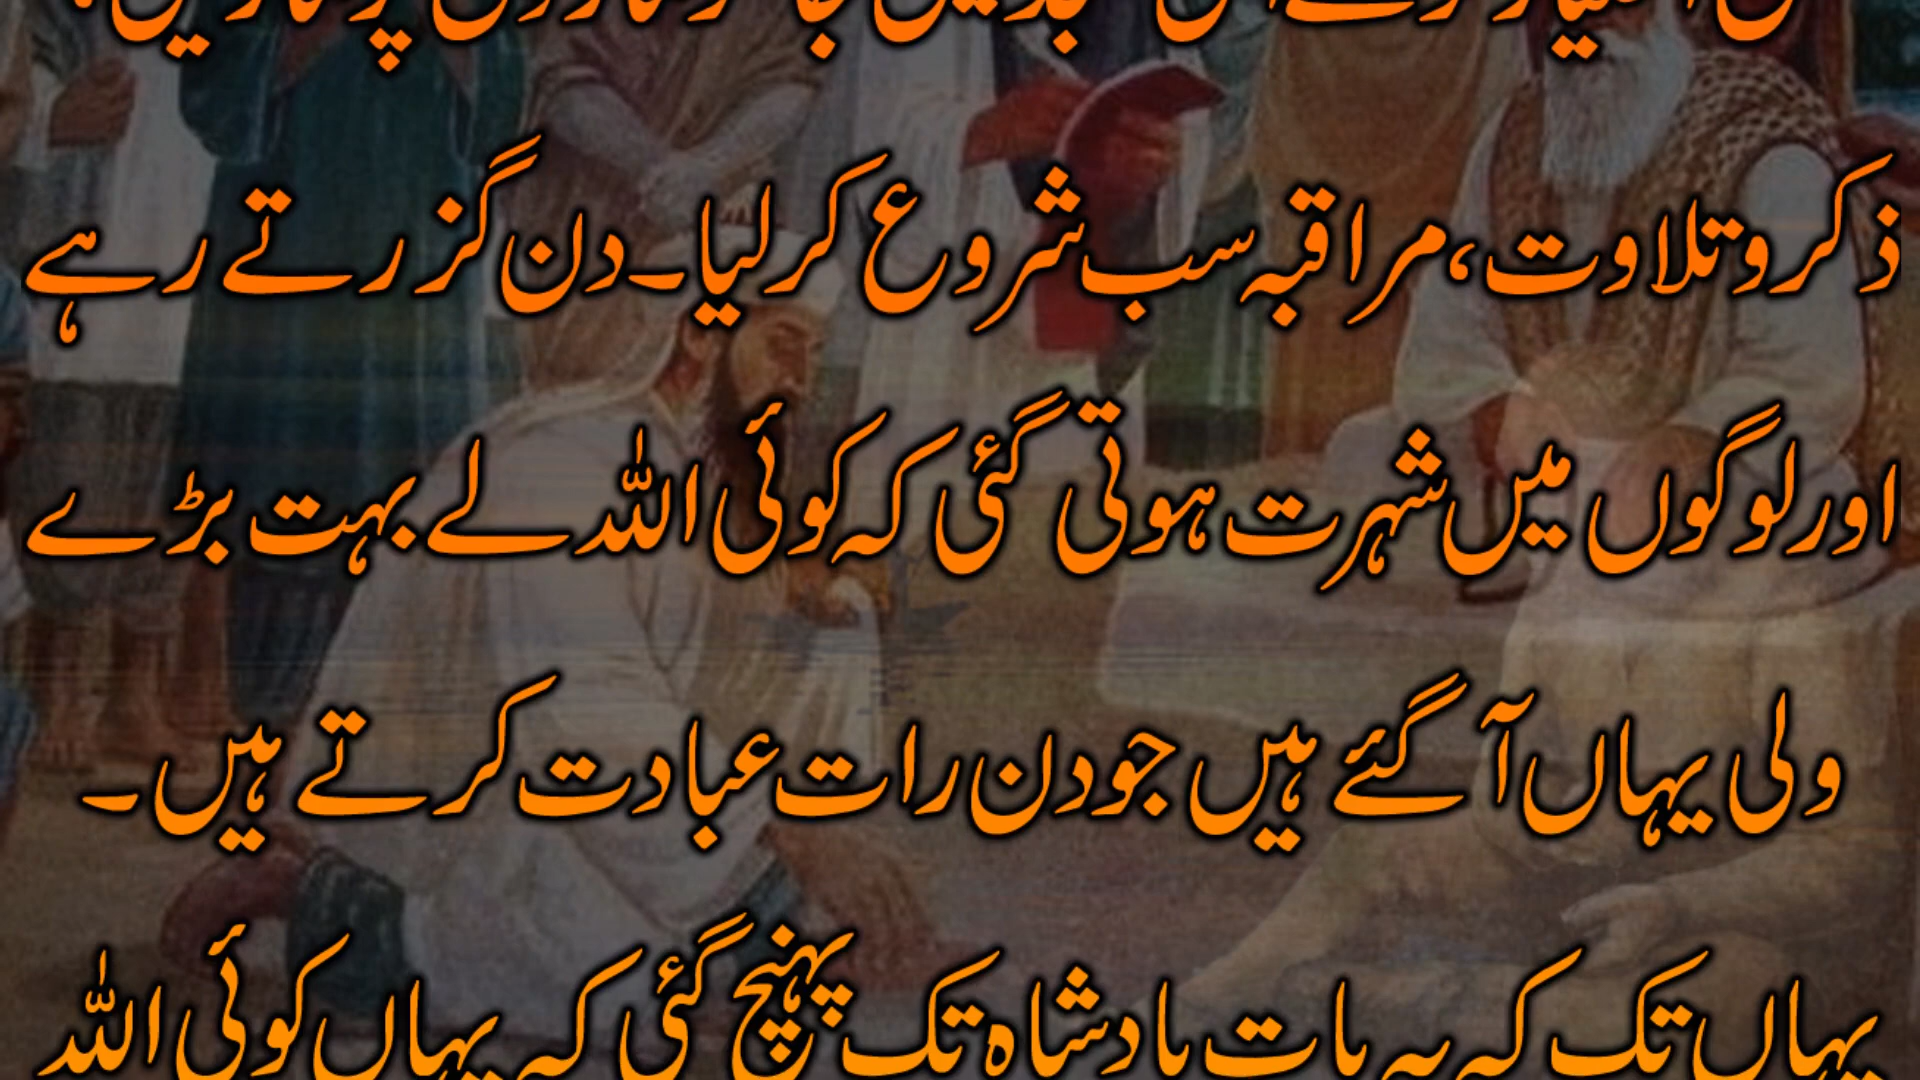 ذکر وتلاوت، مراقبہ سب شروع کر لیا۔ دن گزرتے رہے
اور لوگوں میں شہرت ہوتی گئی کہ کوئی اللہ لے بہت بڑے
ولی یہاں آ گئے ہیں جو دن رات عبادت کرتے ہیں۔
یہاں تک کہ یہ بات بادشاہ تک پہنچ گئی کہ یہاں کوئی اللہ